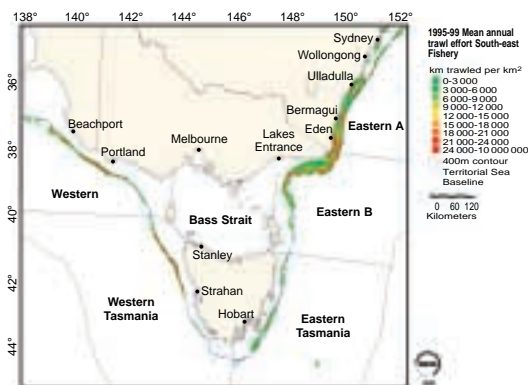 138° 140° 142° 144° 146° 148° 150° 152°
36°
38°
40°
42°
44°
Sydney
Wollongong
Ulladulla
Bermagui
Eden
Eastern A
Beachport
Portland
Melbourne
Lakes
Entrance
Western
Bass Strait
Eastern B
Stanley
Western
Tasmania
Strahan
Hobart
Eastern
Tasmania
1995-99 Mean annual
trawl effort South-east
Fishery
km trawled per km²
0-3 000
3 000-6 000
6 000-9 000
9 000-12 000
12 000-15 000
15 000-18 000
18 000-21 000
21 000-24 000
24 000-10 000 000
400m contour
Territorial Sea
Baseline
0 60 120
Kilometers